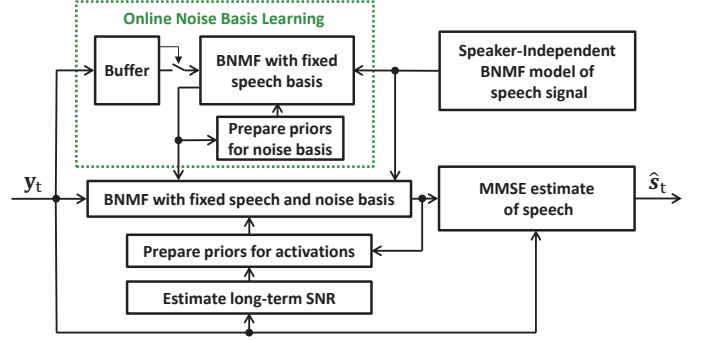 Online Noise Basis Learning
Buffer
BNMF with fixed
speech basis
Speaker-Independent
BNMF model of
speech signal
Prepare priors
for noise basis
y_t
BNMF with fixed speech and noise basis
MMSE estimate
of speech
ŝ_t
Prepare priors for activations
Estimate long-term SNR